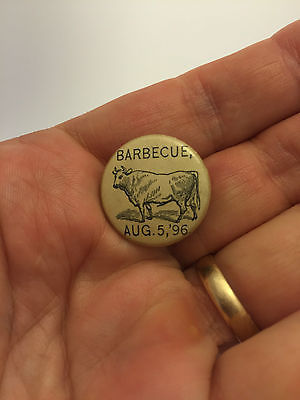 BARBECUE,
AUG. 5, '96